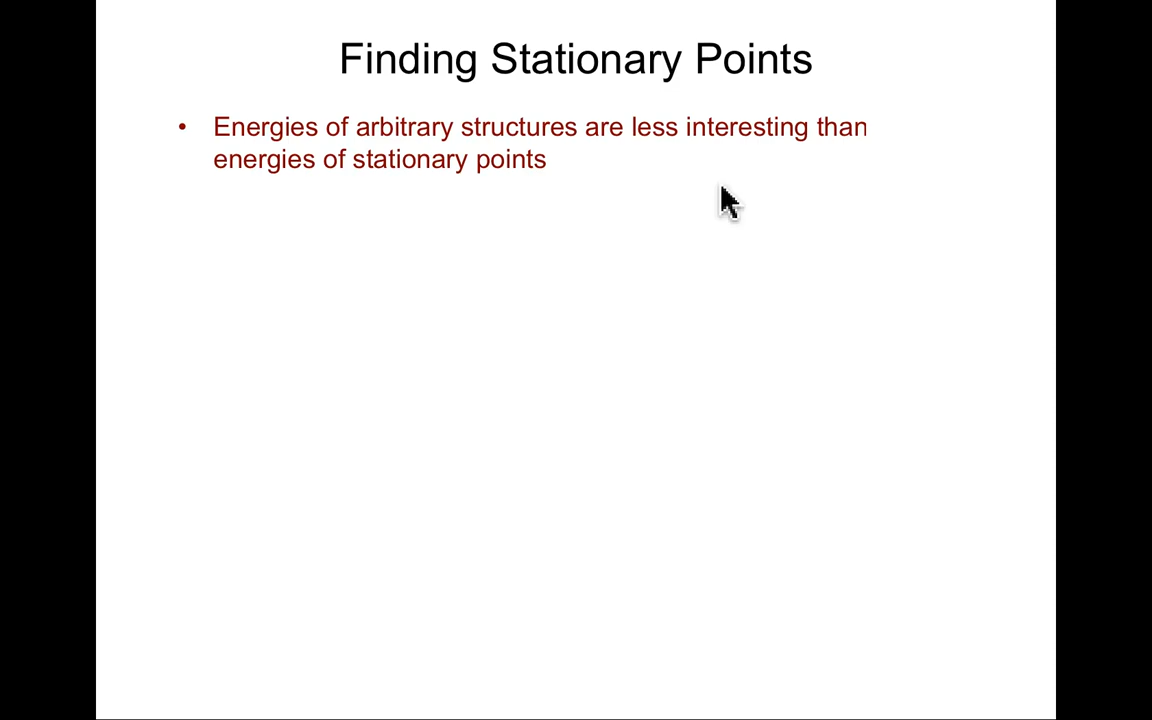 Finding Stationary Points
• Energies of arbitrary structures are less interesting than
energies of stationary points